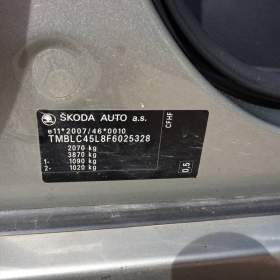 ŠKODA AUTO a.s.
e11*2007/46*0010
TMBLC45L8F6025328
2070 kg
3870 kg
1- 1090 kg
2- 1020 kg
CFHF
0,5